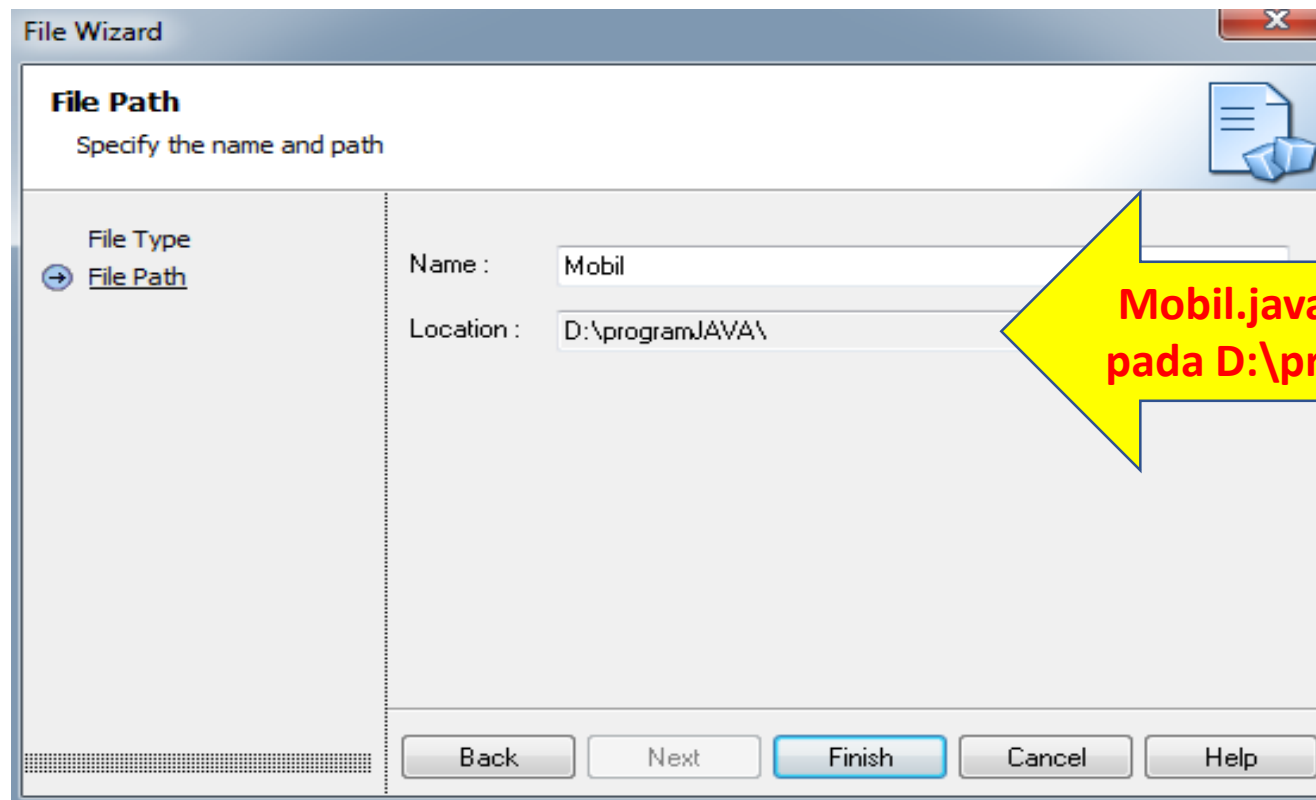 File Wizard
File Path
Specify the name and path
File Type
File Path
Name :
Mobil
Location :
D:\programJAVA\
Mobil.java
pada D:\pr
Back
Next
Finish
Cancel
Help